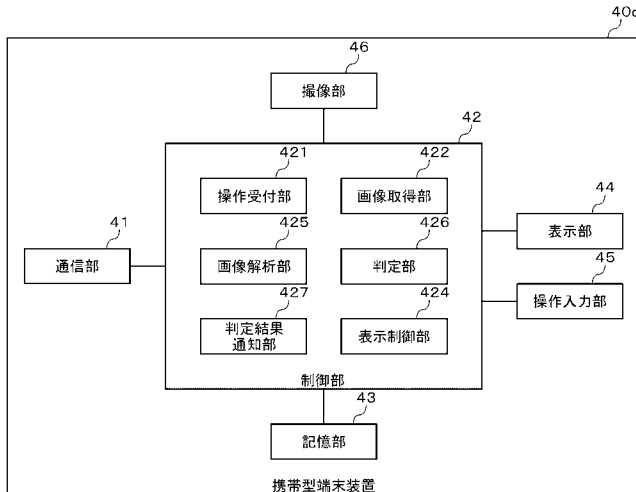 40c
46
撮像部
42
421
操作受付部
422
画像取得部
44
表示部
41
通信部
425
画像解析部
426
判定部
45
操作入力部
427
判定結果
通知部
424
表示制御部
制御部
43
記憶部
携帯型端末装置